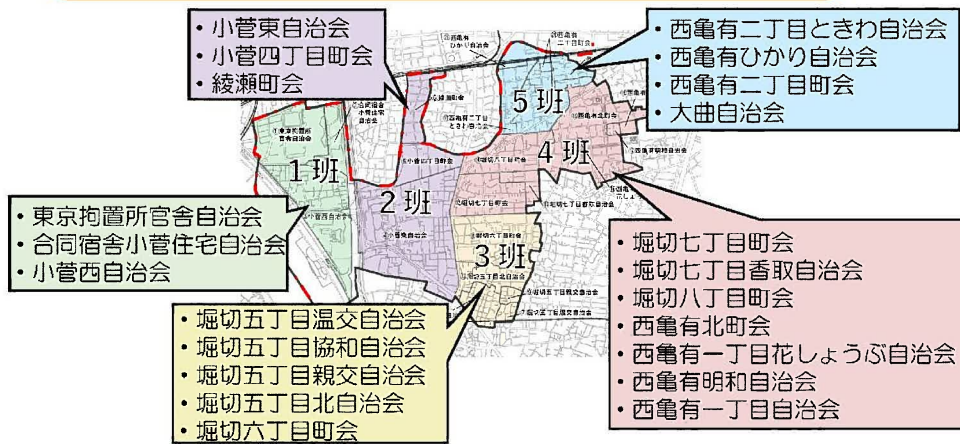 ・小菅東自治会
・小菅四丁目町会
・綾瀬町会
・西亀有二丁目ときわ自治会
・西亀有ひかり自治会
・西亀有二丁目町会
・大曲自治会
5班
1班
4班
2班
3班
・東京拘置所官舎自治会
・合同宿舎小菅住宅自治会
・小菅西自治会
・堀切五丁目温交自治会
・堀切五丁目協和自治会
・堀切五丁目親交自治会
・堀切五丁目北自治会
・堀切六丁目町会
・堀切七丁目町会
・堀切七丁目香取自治会
・堀切八丁目町会
・西亀有北町会
・西亀有一丁目花しょうぶ自治会
・西亀有明和自治会
・西亀有一丁目自治会